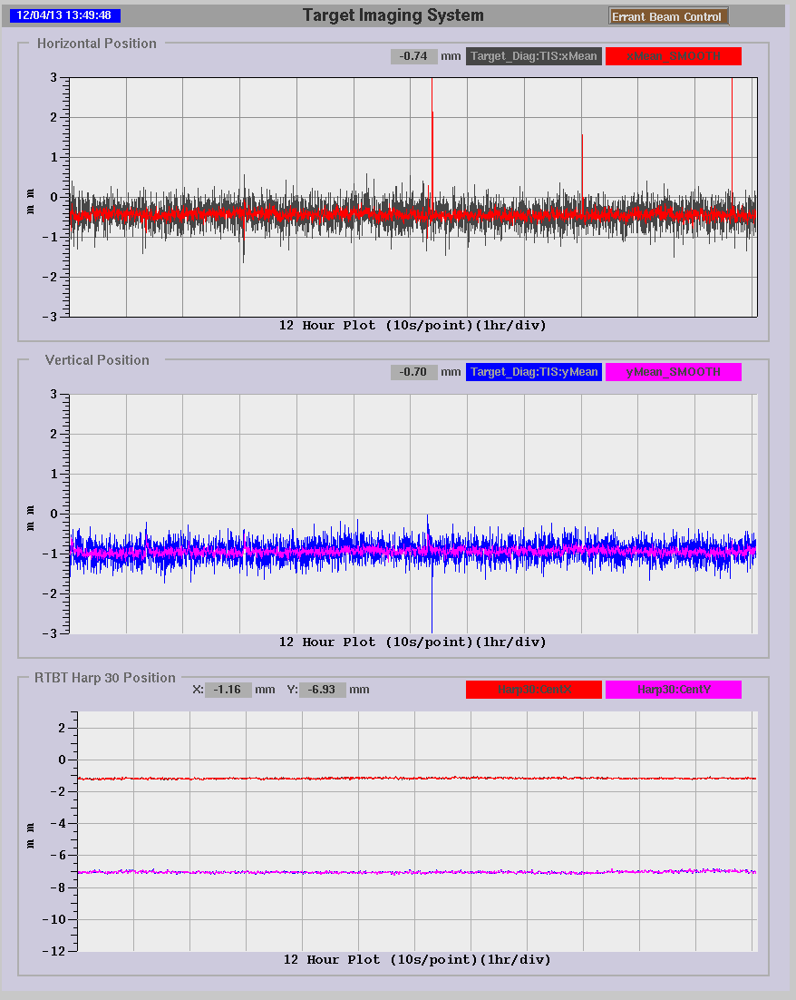 12/04/13 13:49:48 Target Imaging System Errant Beam Control
Horizontal Position
-0.74 mm Target_Diag:TIS:xMean xMean_SMOOTH
3
2
1
0
-1
-2
-3
mm
12 Hour Plot (10s/point)(1hr/div)
Vertical Position
-0.70 mm Target_Diag:TIS:yMean yMean_SMOOTH
3
2
1
0
-1
-2
-3
mm
12 Hour Plot (10s/point)(1hr/div)
RTBT Harp 30 Position
X: -1.16 mm Y: -6.93 mm Harp30:CentX Harp30:CentY
2
0
-2
-4
-6
-8
-10
-12
mm
12 Hour Plot (10s/point)(1hr/div)